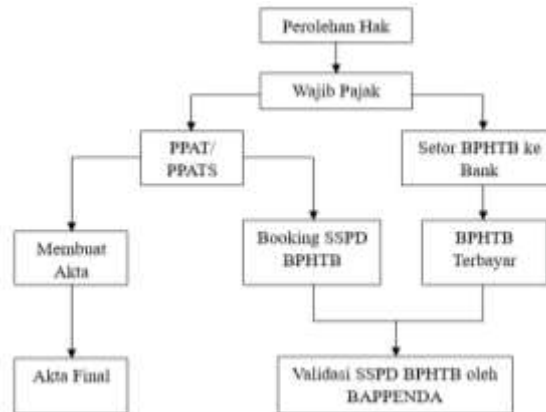 Perolehan Hak
Wajib Pajak
PPAT/
PPATS
Setor BPHTB ke
Bank
Membuat
Akta
Booking SSPD
BPHTB
BPHTB
Terbayar
Akta Final
Validasi SSPD BPHTB oleh
BAPPENDA